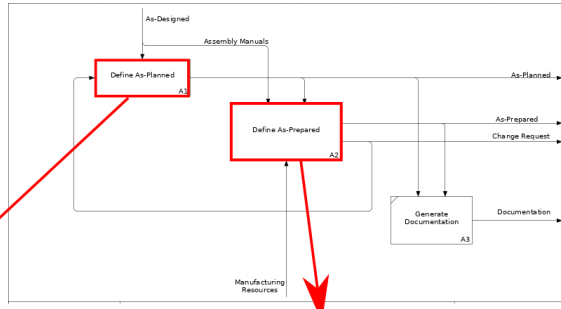 As-Designed
Assembly Manuals
Define As-Planned
A1
As-Planned
As-Prepared
Define As-Prepared
Change Request
A2
Generate
Documentation
Documentation
A3
Manufacturing
Resources